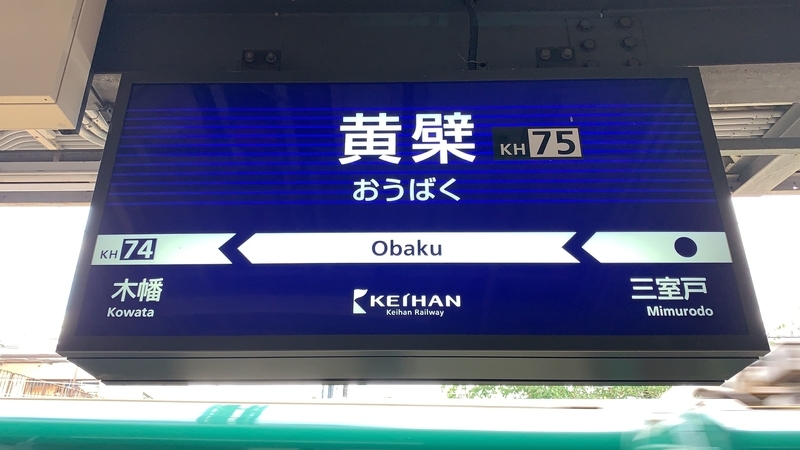 黄檗 KH 75
おうばく
KH 74 Obaku
木幡 三室戸
Kowata Mimurodo
KEIHAN
Keihan Railway